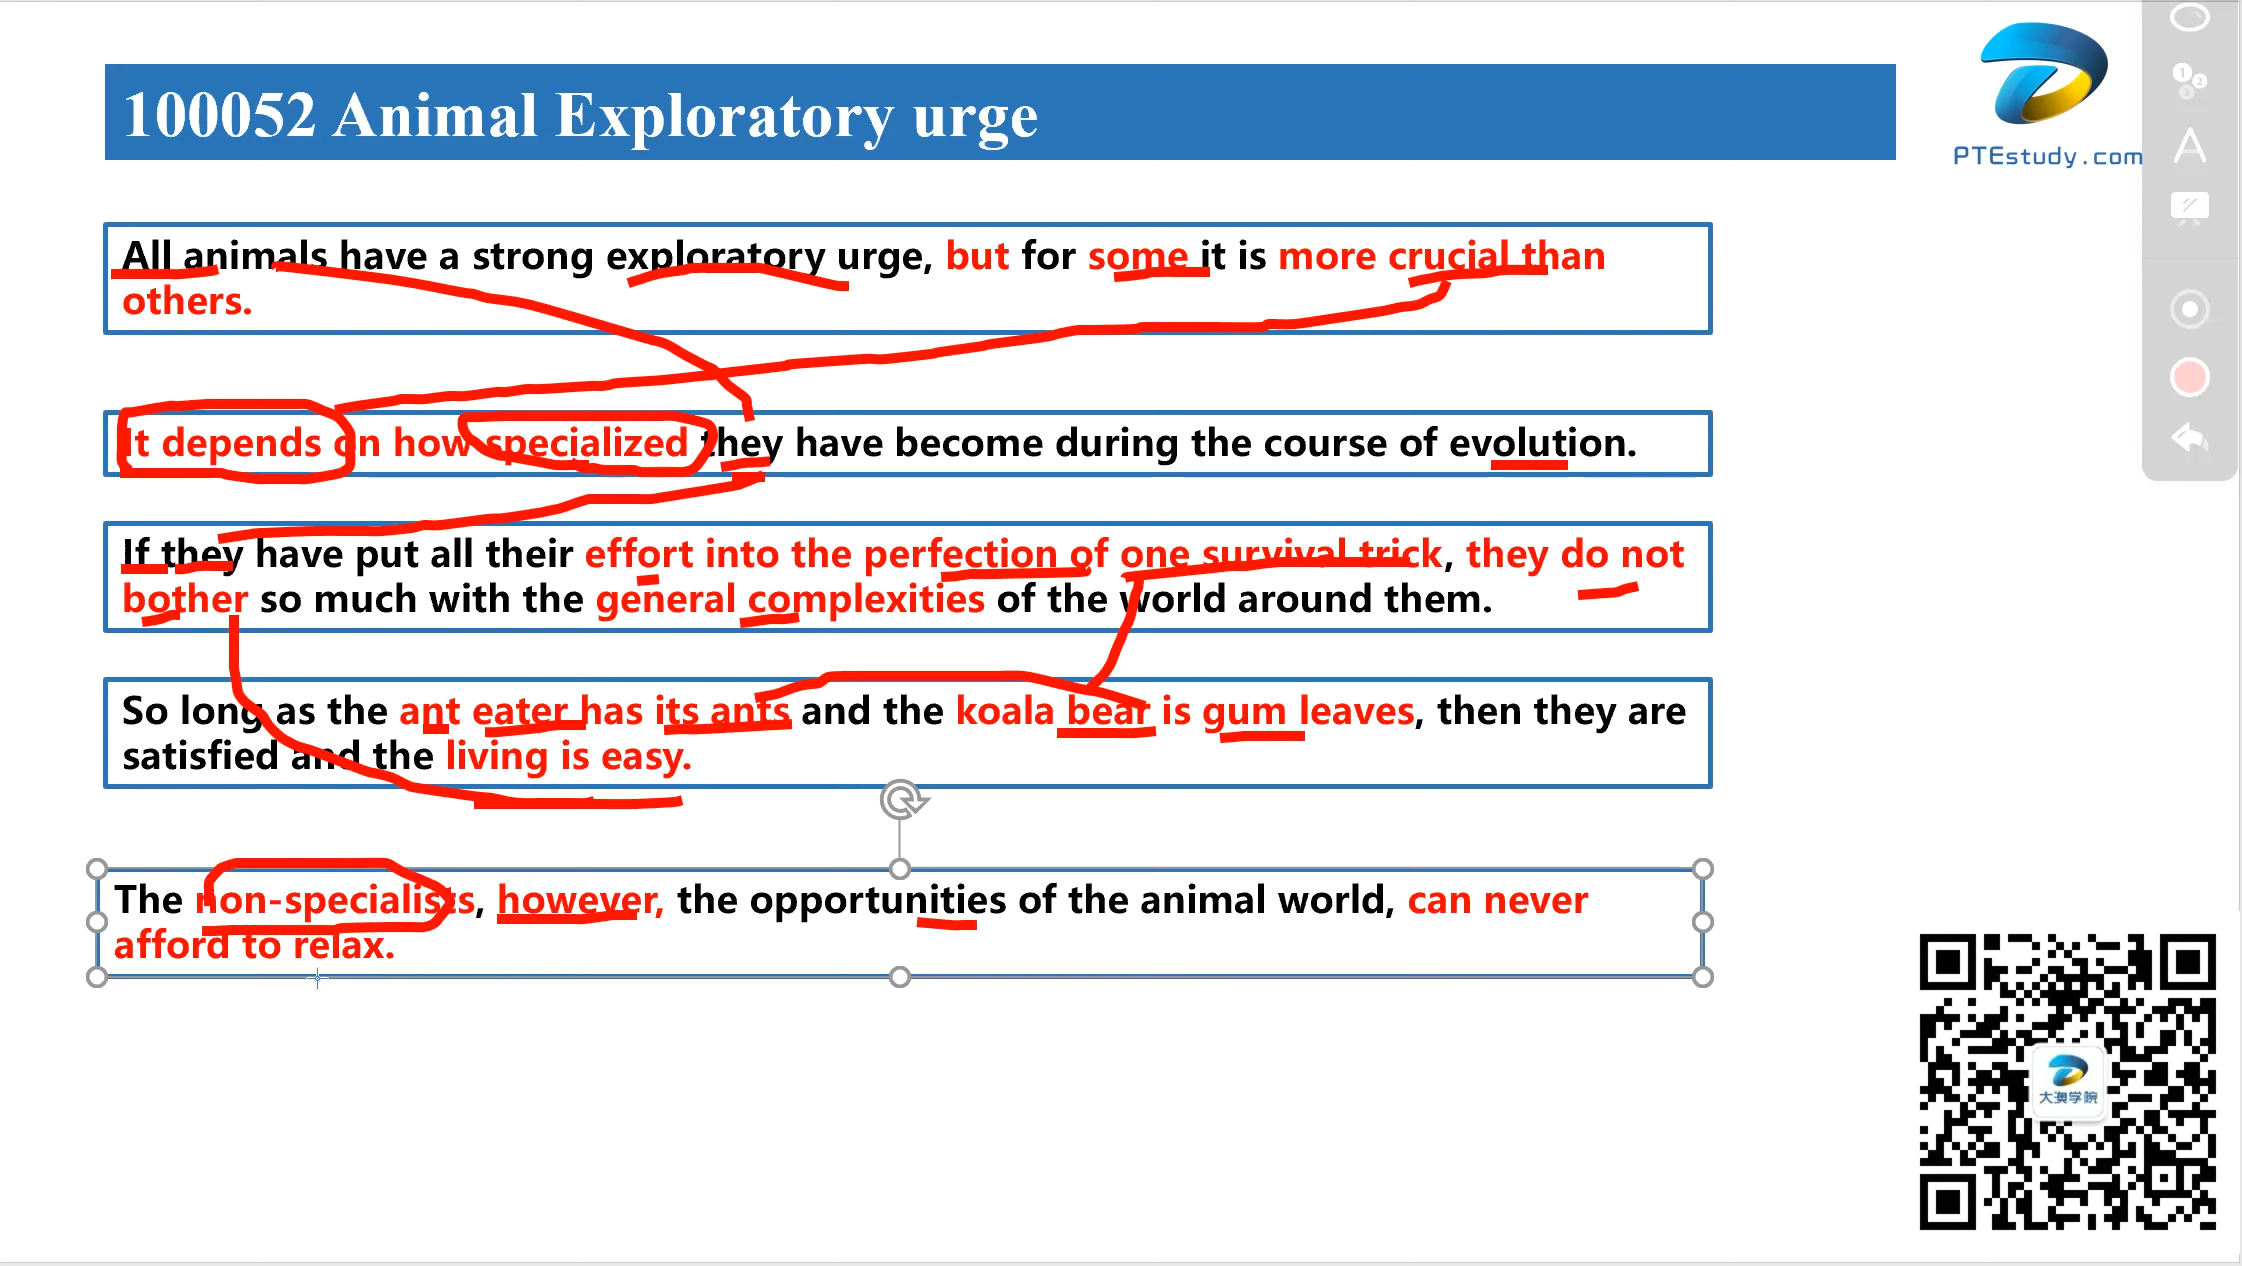 100052 Animal Exploratory urge
PTEstudy.com
All animals have a strong exploratory urge, but for some it is more crucial than
others.
It depends on how specialized they have become during the course of evolution.
If they have put all their effort into the perfection of one survival trick, they do not
bother so much with the general complexities of the world around them.
So long as the ant eater has its ants and the koala bear is gum leaves, then they are
satisfied and the living is easy.
The non-specialists, however, the opportunities of the animal world, can never
afford to relax.
大澳学院